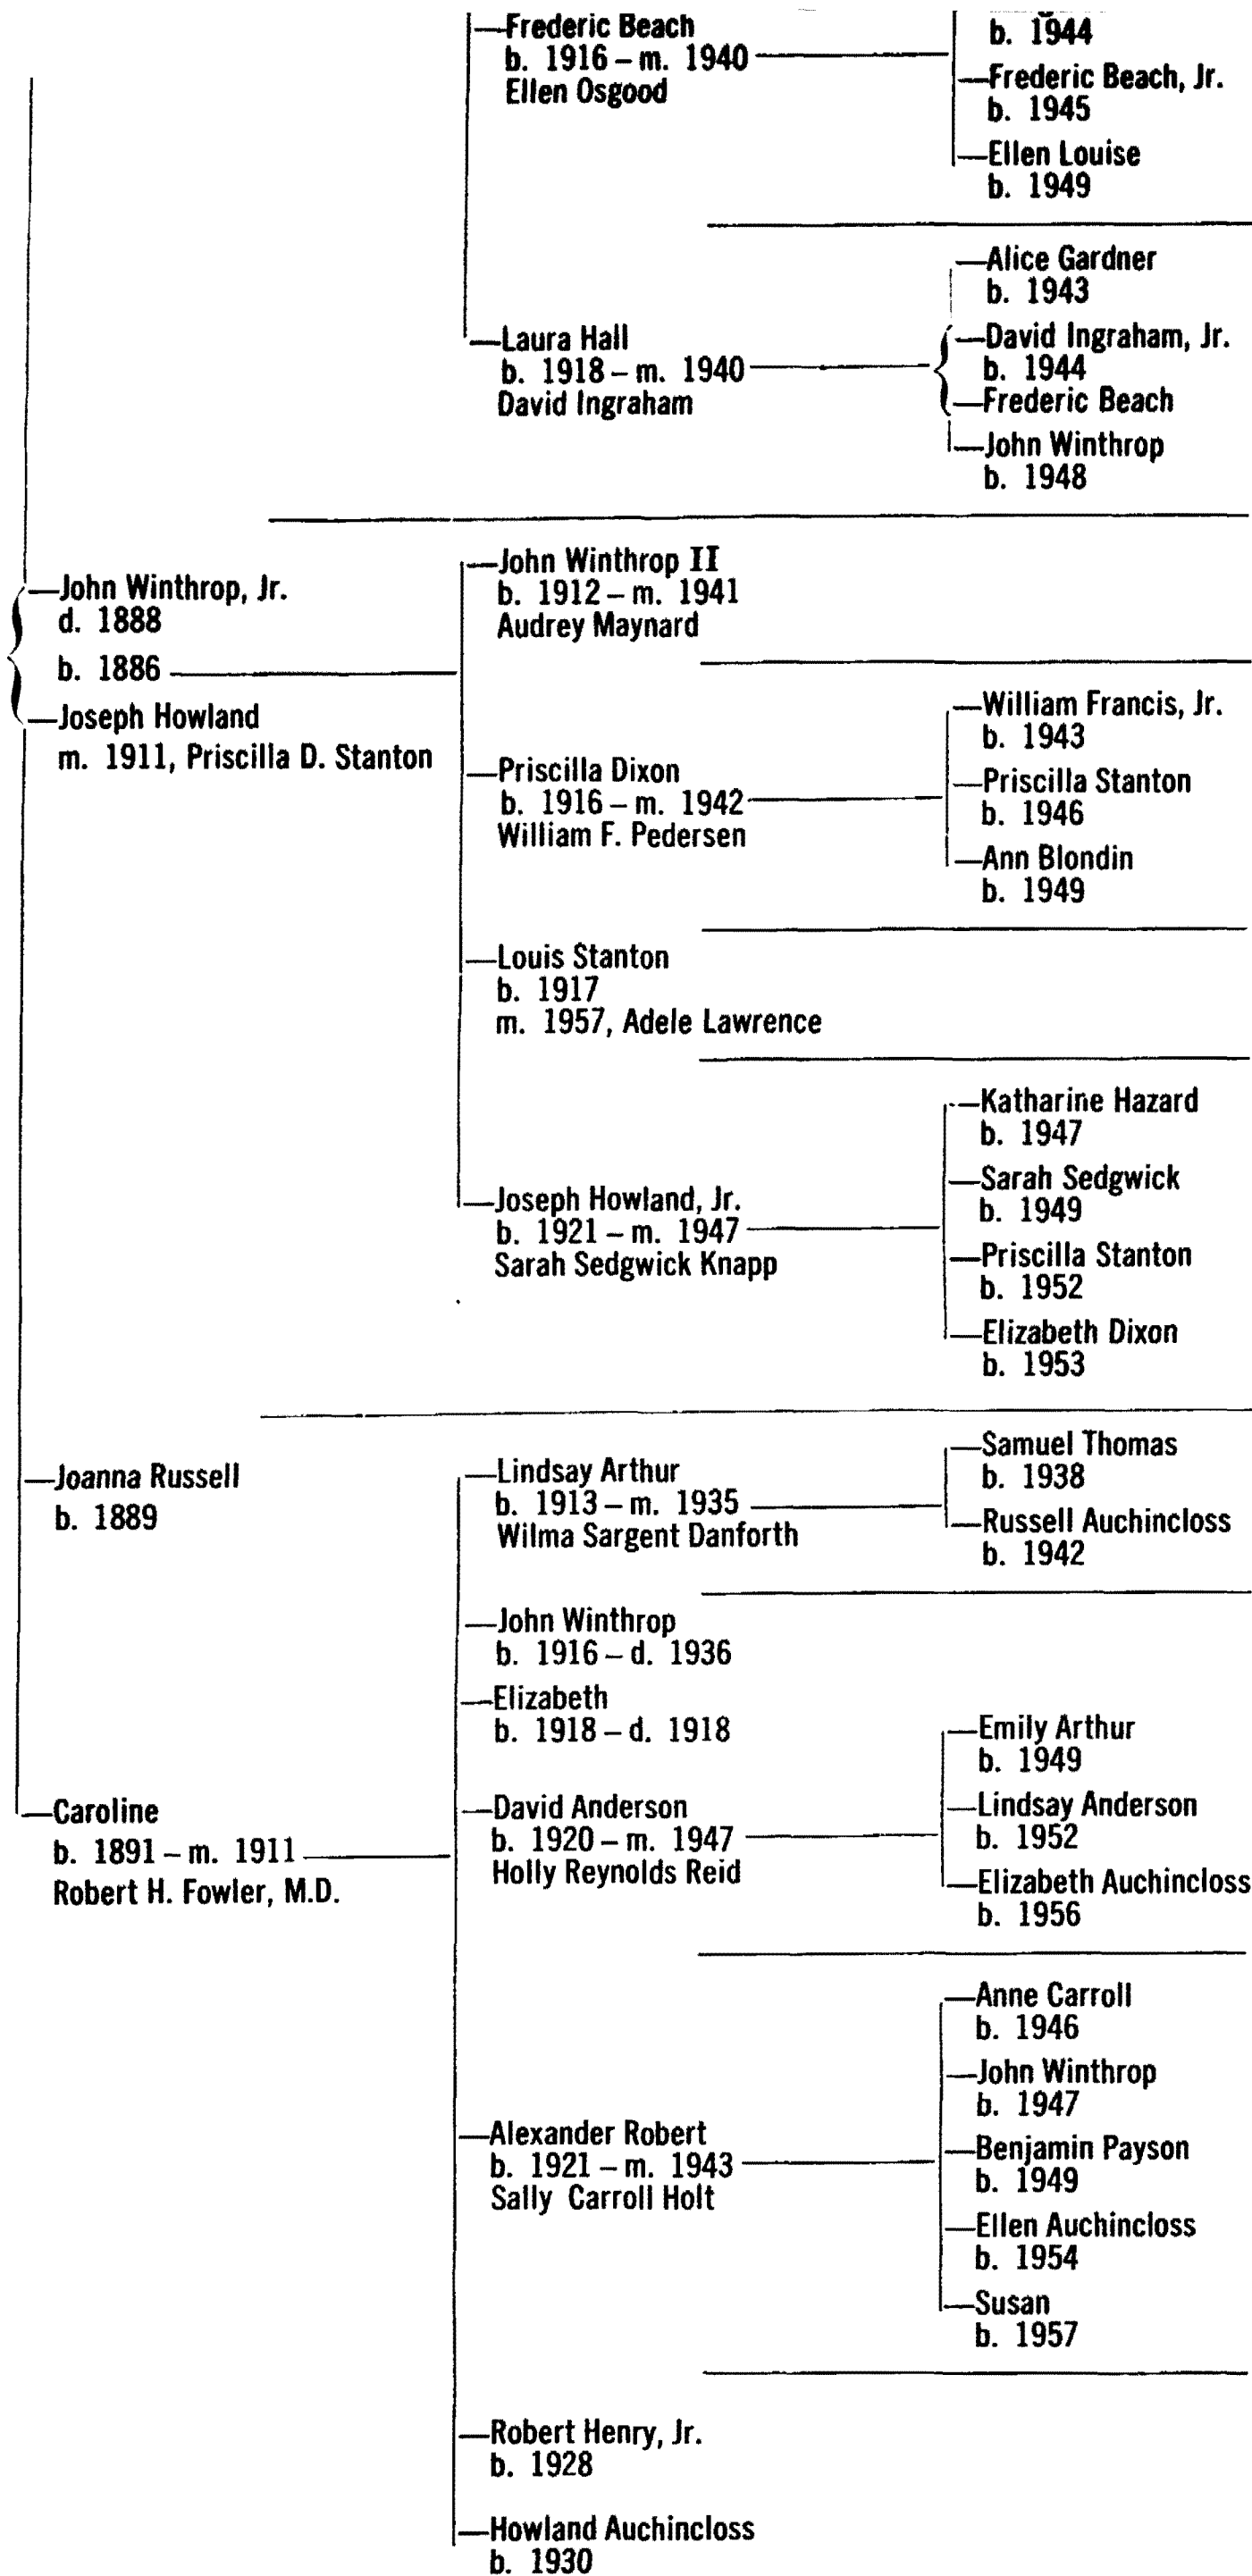 Frederic Beach
b. 1916 – m. 1940
Ellen Osgood
b. 1944
Frederic Beach, Jr.
b. 1945
Ellen Louise
b. 1949
Laura Hall
b. 1918 – m. 1940
David Ingraham
Alice Gardner
b. 1943
David Ingraham, Jr.
b. 1944
Frederic Beach
John Winthrop
b. 1948
John Winthrop, Jr.
d. 1888
b. 1886
Joseph Howland
m. 1911, Priscilla D. Stanton
John Winthrop II
b. 1912 – m. 1941
Audrey Maynard
Priscilla Dixon
b. 1916 – m. 1942
William F. Pedersen
William Francis, Jr.
b. 1943
Priscilla Stanton
b. 1946
Ann Blondin
b. 1949
Louis Stanton
b. 1917
m. 1957, Adele Lawrence
Joseph Howland, Jr.
b. 1921 – m. 1947
Sarah Sedgwick Knapp
Katharine Hazard
b. 1947
Sarah Sedgwick
b. 1949
Priscilla Stanton
b. 1952
Elizabeth Dixon
b. 1953
Joanna Russell
b. 1889
Lindsay Arthur
b. 1913 – m. 1935
Wilma Sargent Danforth
Samuel Thomas
b. 1938
Russell Auchincloss
b. 1942
John Winthrop
b. 1916 – d. 1936
Elizabeth
b. 1918 – d. 1918
Caroline
b. 1891 – m. 1911
Robert H. Fowler, M.D.
David Anderson
b. 1920 – m. 1947
Holly Reynolds Reid
Emily Arthur
b. 1949
Lindsay Anderson
b. 1952
Elizabeth Auchincloss
b. 1956
Alexander Robert
b. 1921 – m. 1943
Sally Carroll Holt
Anne Carroll
b. 1946
John Winthrop
b. 1947
Benjamin Payson
b. 1949
Ellen Auchincloss
b. 1954
Susan
b. 1957
Robert Henry, Jr.
b. 1928
Howland Auchincloss
b. 1930